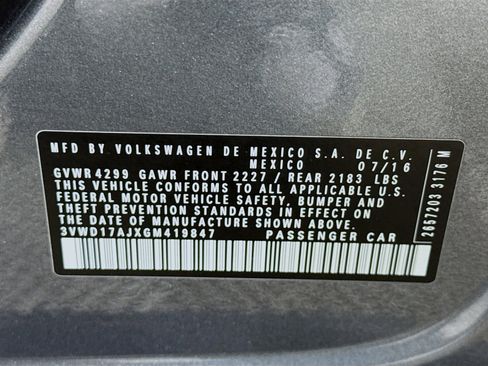 MFD BY VOLKSWAGEN DE MEXICO S.A. DE C.V.
MEXICO 07/16
GVWR 4299 GAWR FRONT 2227 / REAR 2183 LBS
THIS VEHICLE CONFORMS TO ALL APPLICABLE U.S.
FEDERAL MOTOR VEHICLE SAFETY, BUMPER AND
THEFT PREVENTION STANDARDS IN EFFECT ON
THE DATE OF MANUFACTURE SHOWN ABOVE.
3VWD17AJXGM419847 PASSENGER CAR
2657203 3176 M